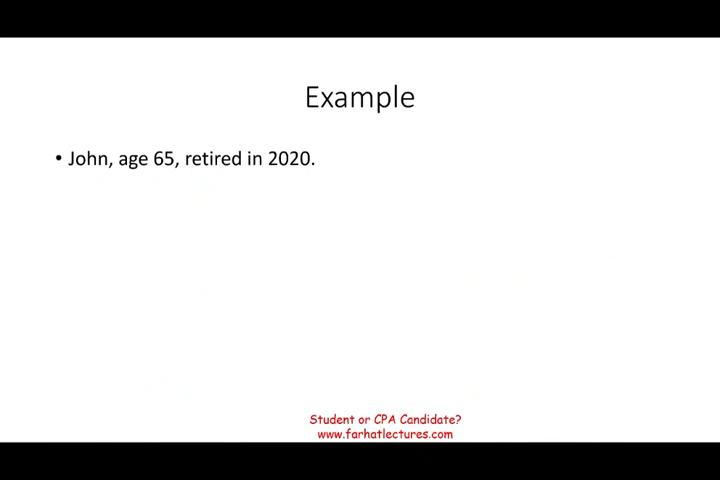 Example
• John, age 65, retired in 2020.
Student or CPA Candidate?
www.farhatlectures.com